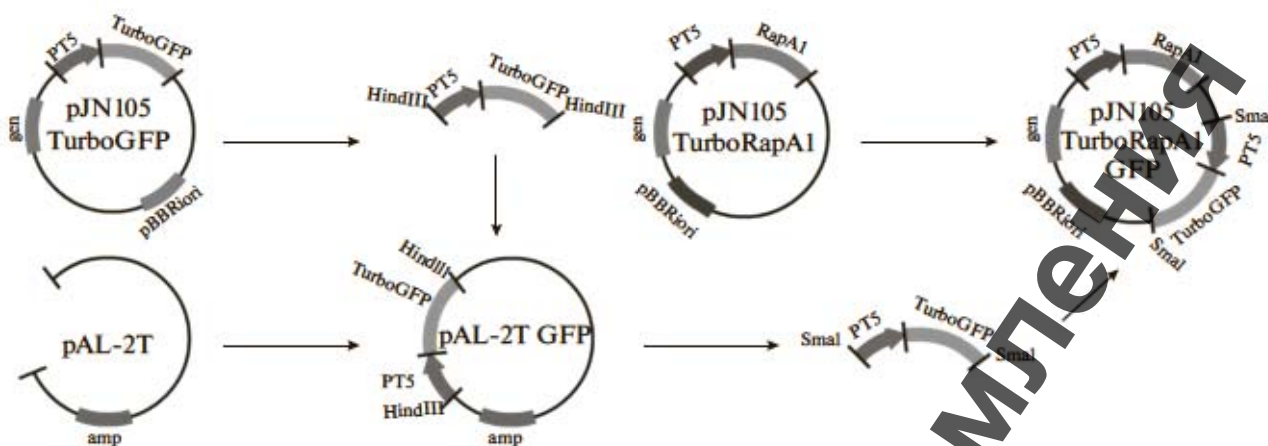 PT5
TurboGFP
pJN105
TurboGFP
gen
pBBRiori
HindIII
PT5
TurboGFP
HindIII
PT5
RapA1
pJN105
TurboRapA1
gen
pBBRiori
PT5
RapA1
SmaI
pJN105
TurboRapA1
GFP
gen
PT5
pBBRiori
TurboGFP
SmaI
pAL-2T
amp
HindIII
TurboGFP
pAL-2T GFP
PT5
HindIII
amp
SmaI
PT5
TurboGFP
SmaI
мления